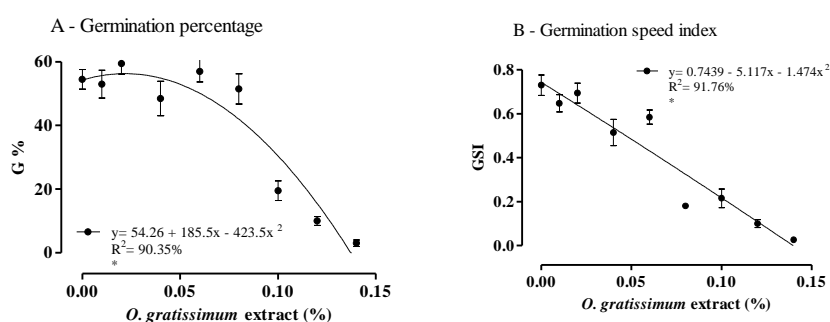 A - Germination percentage
60
40
20
0
G %
y= 54.26 + 185.5x - 423.5x 2
R2= 90.35%
*
0.00
0.05
0.10
0.15
O. gratissimum extract (%)
B - Germination speed index
0.8
0.6
0.4
0.2
0.0
GSI
y= 0.7439 - 5.117x - 1.474x2
R2= 91.76%
*
0.00
0.05
0.10
0.15
O. gratissimum extract (%)